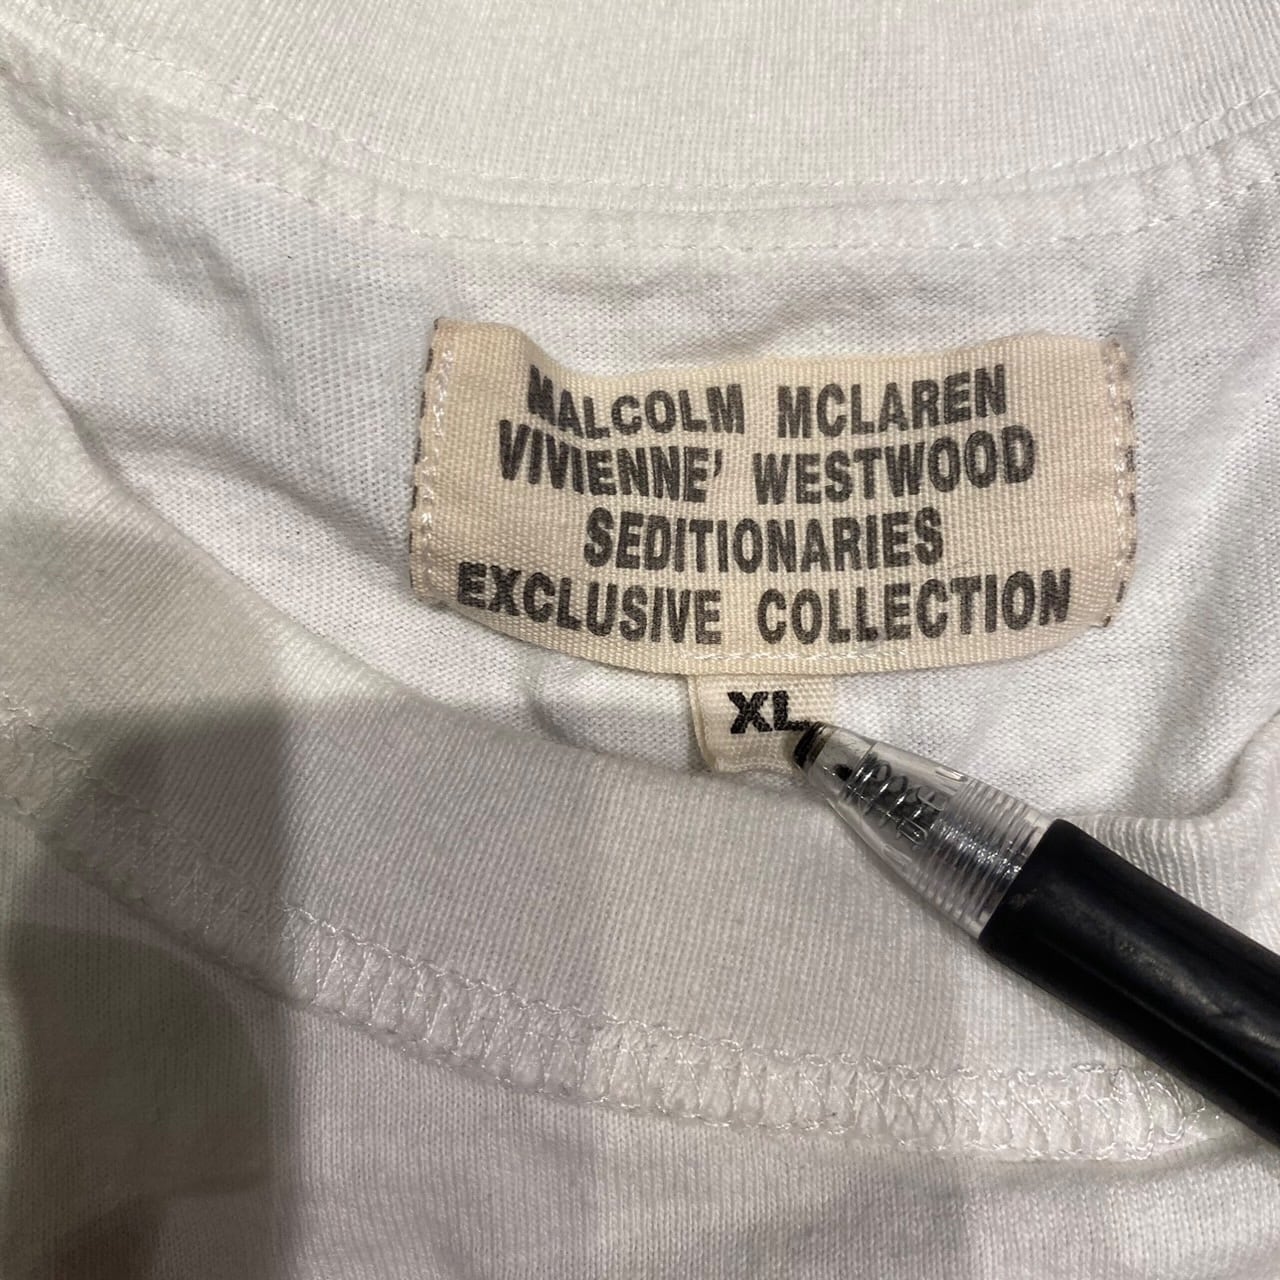 MALCOLM MCLAREN
VIVIENNE' WESTWOOD
SEDITIONARIES
EXCLUSIVE COLLECTION
XL